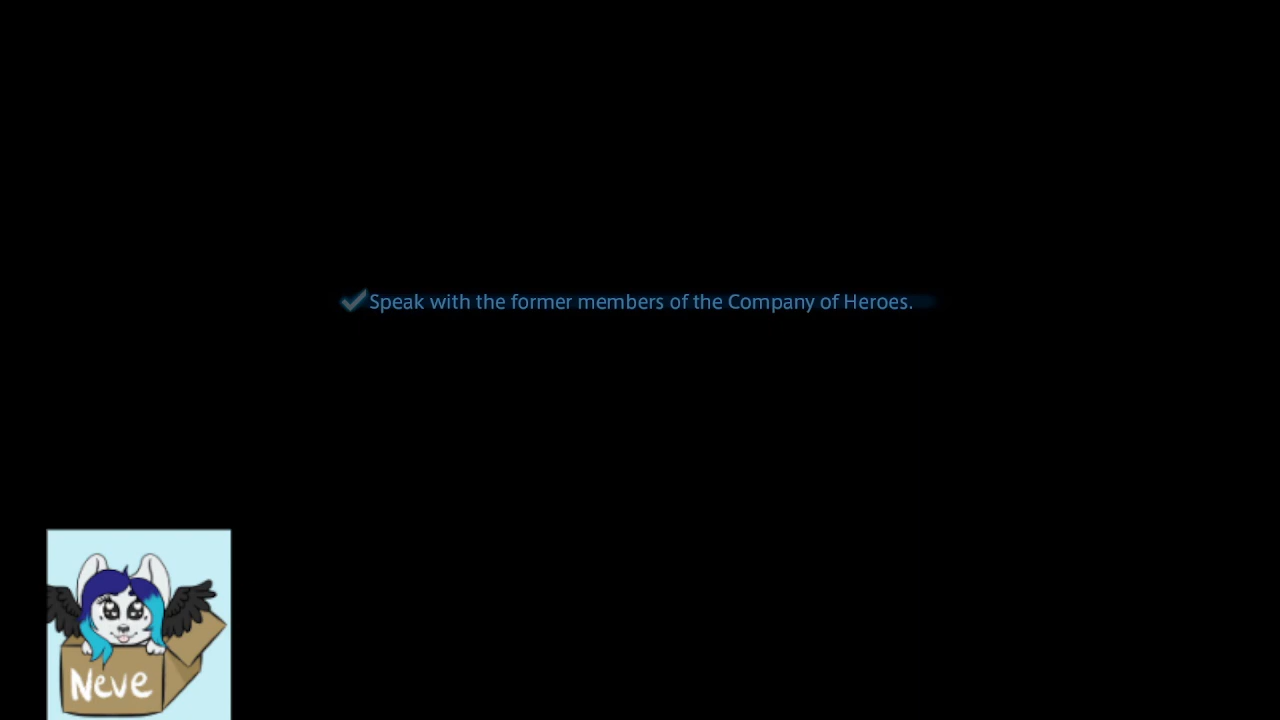 Speak with the former members of the Company of Heroes.
Neve